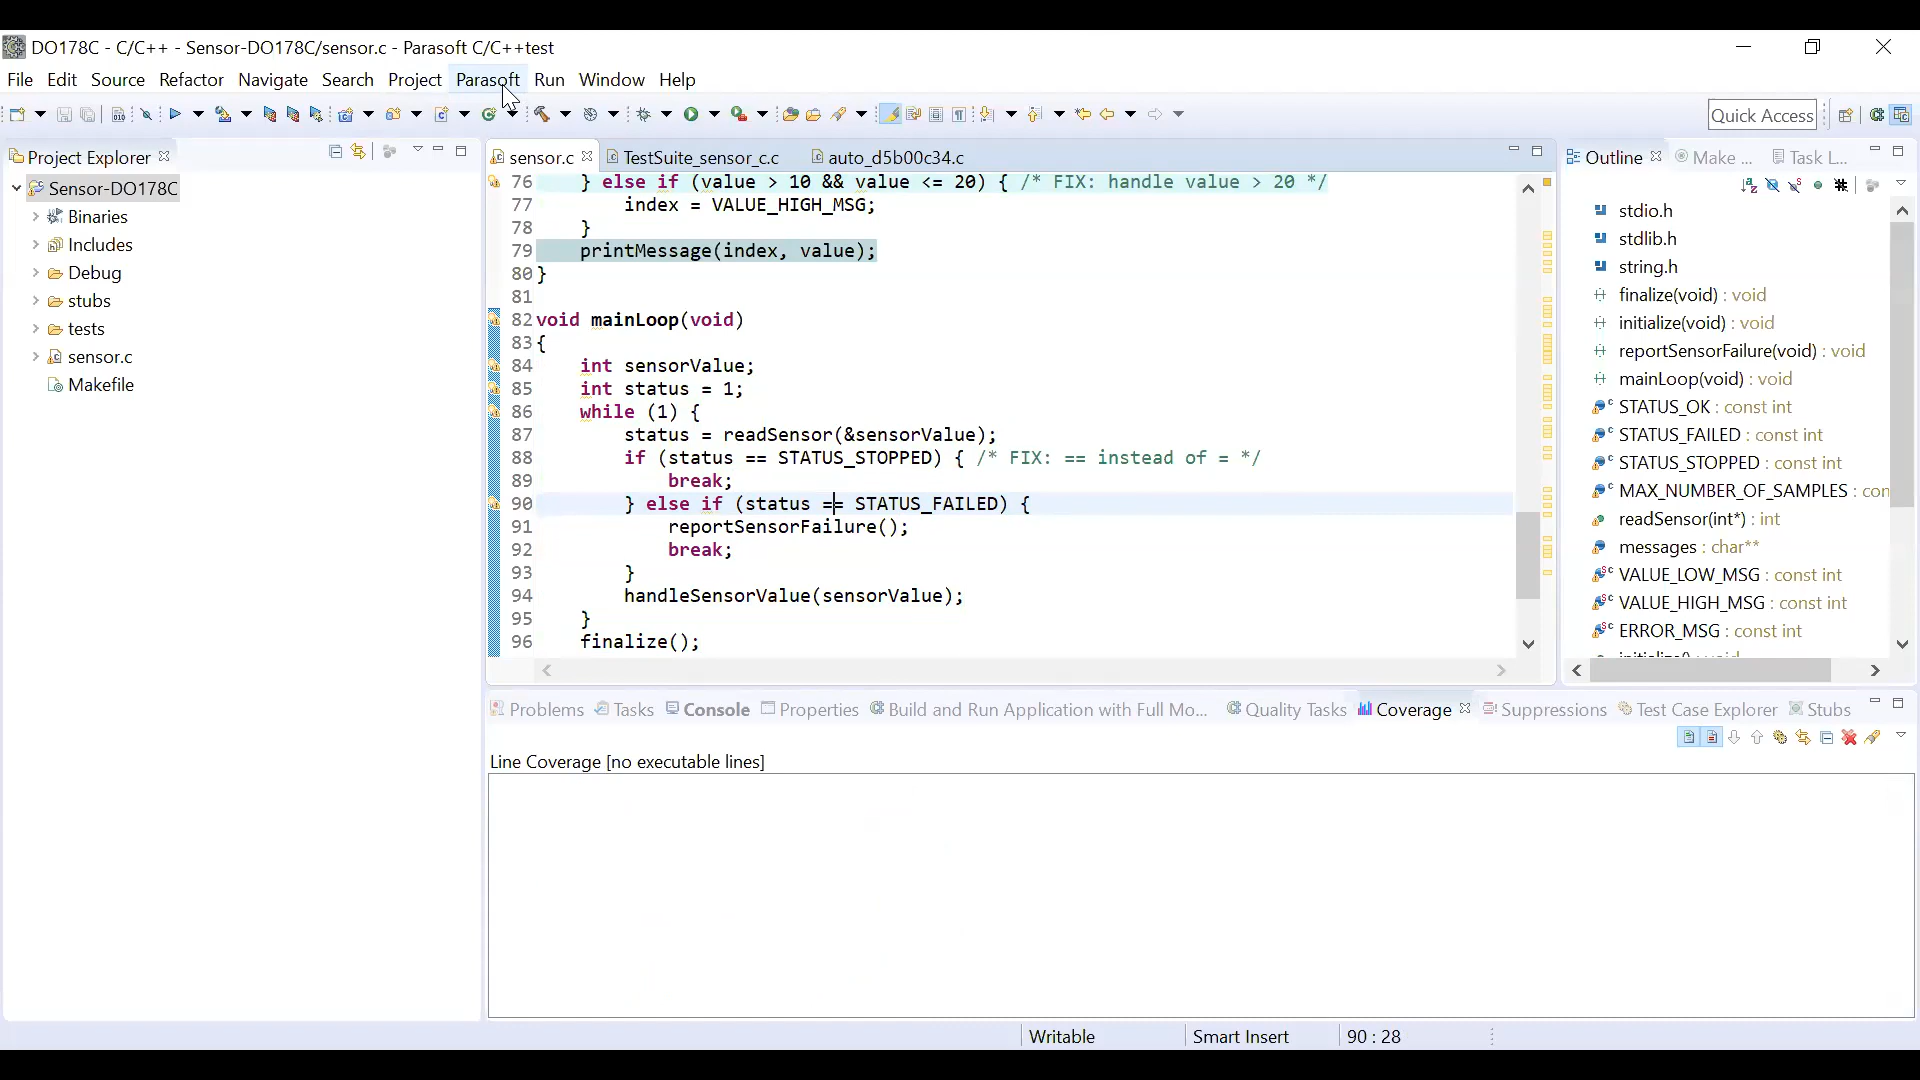 DO178C - C/C++ - Sensor-DO178C/sensor.c - Parasoft C/C++test
File Edit Source Refactor Navigate Search Project Parasoft Run Window Help
Quick Access
Project Explorer
Sensor-DO178C
Binaries
Includes
Debug
stubs
tests
sensor.c
Makefile
sensor.c TestSuite_sensor_c.c auto_d5b00c34.c
76 } else if (value > 10 && value <= 20) { /* FIX: handle value > 20 */
77 index = VALUE_HIGH_MSG;
78 }
79 printMessage(index, value);
80 }
81
82 void mainLoop(void)
83 {
84 int sensorValue;
85 int status = 1;
86 while (1) {
87 status = readSensor(&sensorValue);
88 if (status == STATUS_STOPPED) { /* FIX: == instead of = */
89 break;
90 } else if (status == STATUS_FAILED) {
91 reportSensorFailure();
92 break;
93 }
94 handleSensorValue(sensorValue);
95 }
96 finalize();
Outline Make ... Task L...
stdio.h
stdlib.h
string.h
finalize(void) : void
initialize(void) : void
reportSensorFailure(void) : void
mainLoop(void) : void
STATUS_OK : const int
STATUS_FAILED : const int
STATUS_STOPPED : const int
MAX_NUMBER_OF_SAMPLES : con
readSensor(int*) : int
messages : char**
VALUE_LOW_MSG : const int
VALUE_HIGH_MSG : const int
ERROR_MSG : const int
Problems Tasks Console Properties Build and Run Application with Full Mo... Quality Tasks Coverage Suppressions Test Case Explorer Stubs
Line Coverage [no executable lines]
Writable Smart Insert 90 : 28